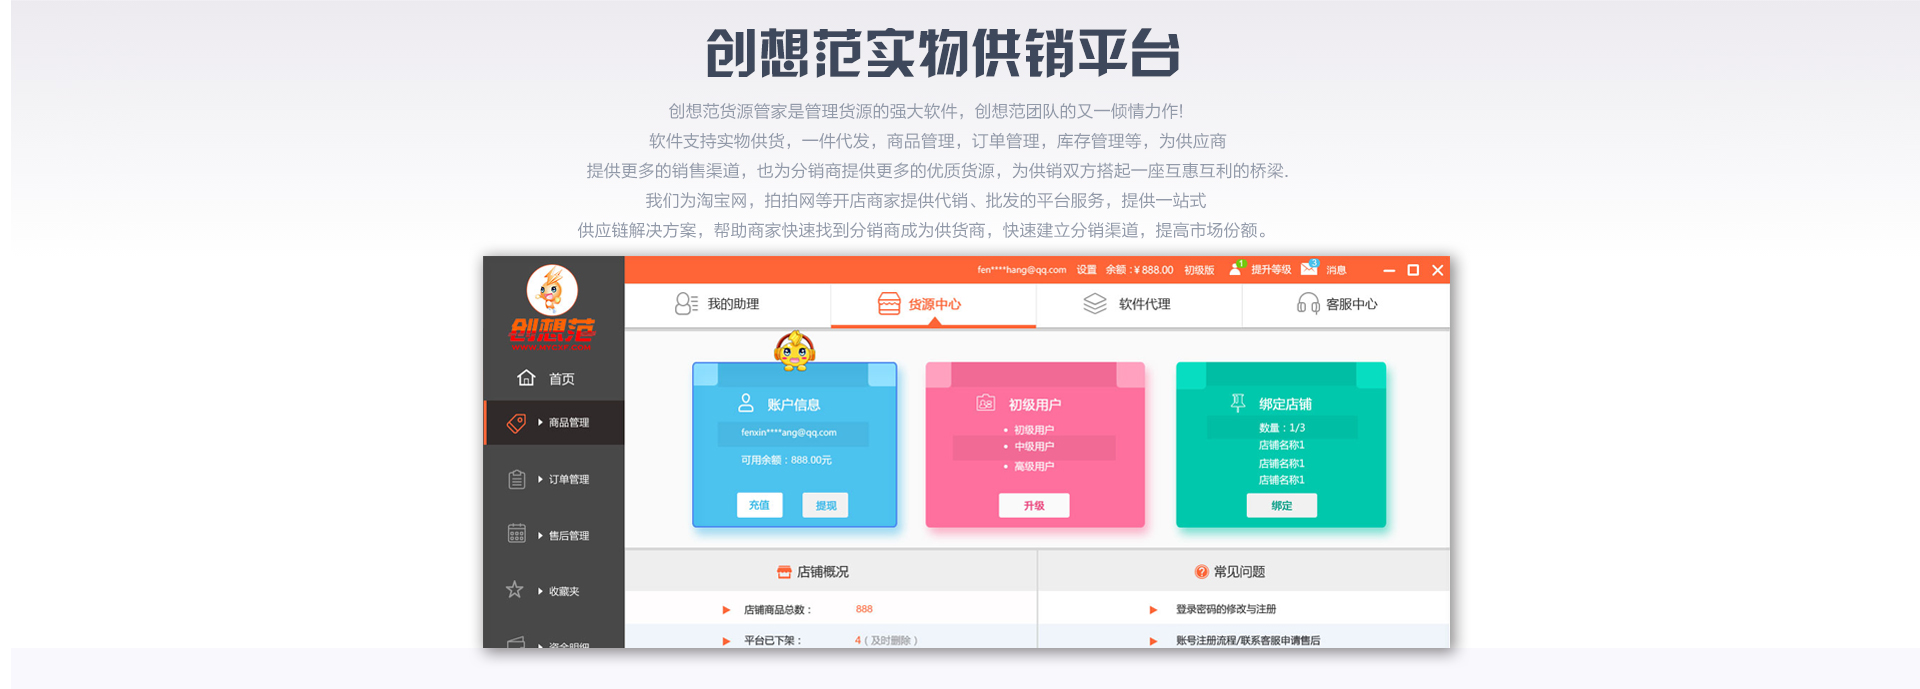 创想范实物供销平台
创想范货源管家是管理货源的强大软件，创想范团队的又一倾情力作!
软件支持实物供货，一件代发，商品管理，订单管理，库存管理等，为供应商
提供更多的销售渠道，也为分销商提供更多的优质货源，为供销双方搭起一座互惠互利的桥梁.
我们为淘宝网，拍拍网等开店商家提供代销、批发的平台服务，提供一站式
供应链解决方案，帮助商家快速找到分销商成为供货商，快速建立分销渠道，提高市场份额。
fen****hang@qq.com 设置 余额：¥ 888.00 初级版 1 提升等级 3 消息
创想范
我的助理 货源中心 软件代理 客服中心
首页
商品管理
订单管理
售后管理
收藏夹
资金明细
账户信息
fenxin****ang@qq.com
可用余额：888.00元
充值 提现
初级用户
• 初级用户
• 中级用户
• 高级用户
升级
绑定店铺
数量：1/3
店铺名称1
店铺名称1
店铺名称1
绑定
店铺概况
店铺商品总数： 888
平台已下架： 4（及时删除）
常见问题
登录密码的修改与注册
账号注册流程/联系客服申请售后